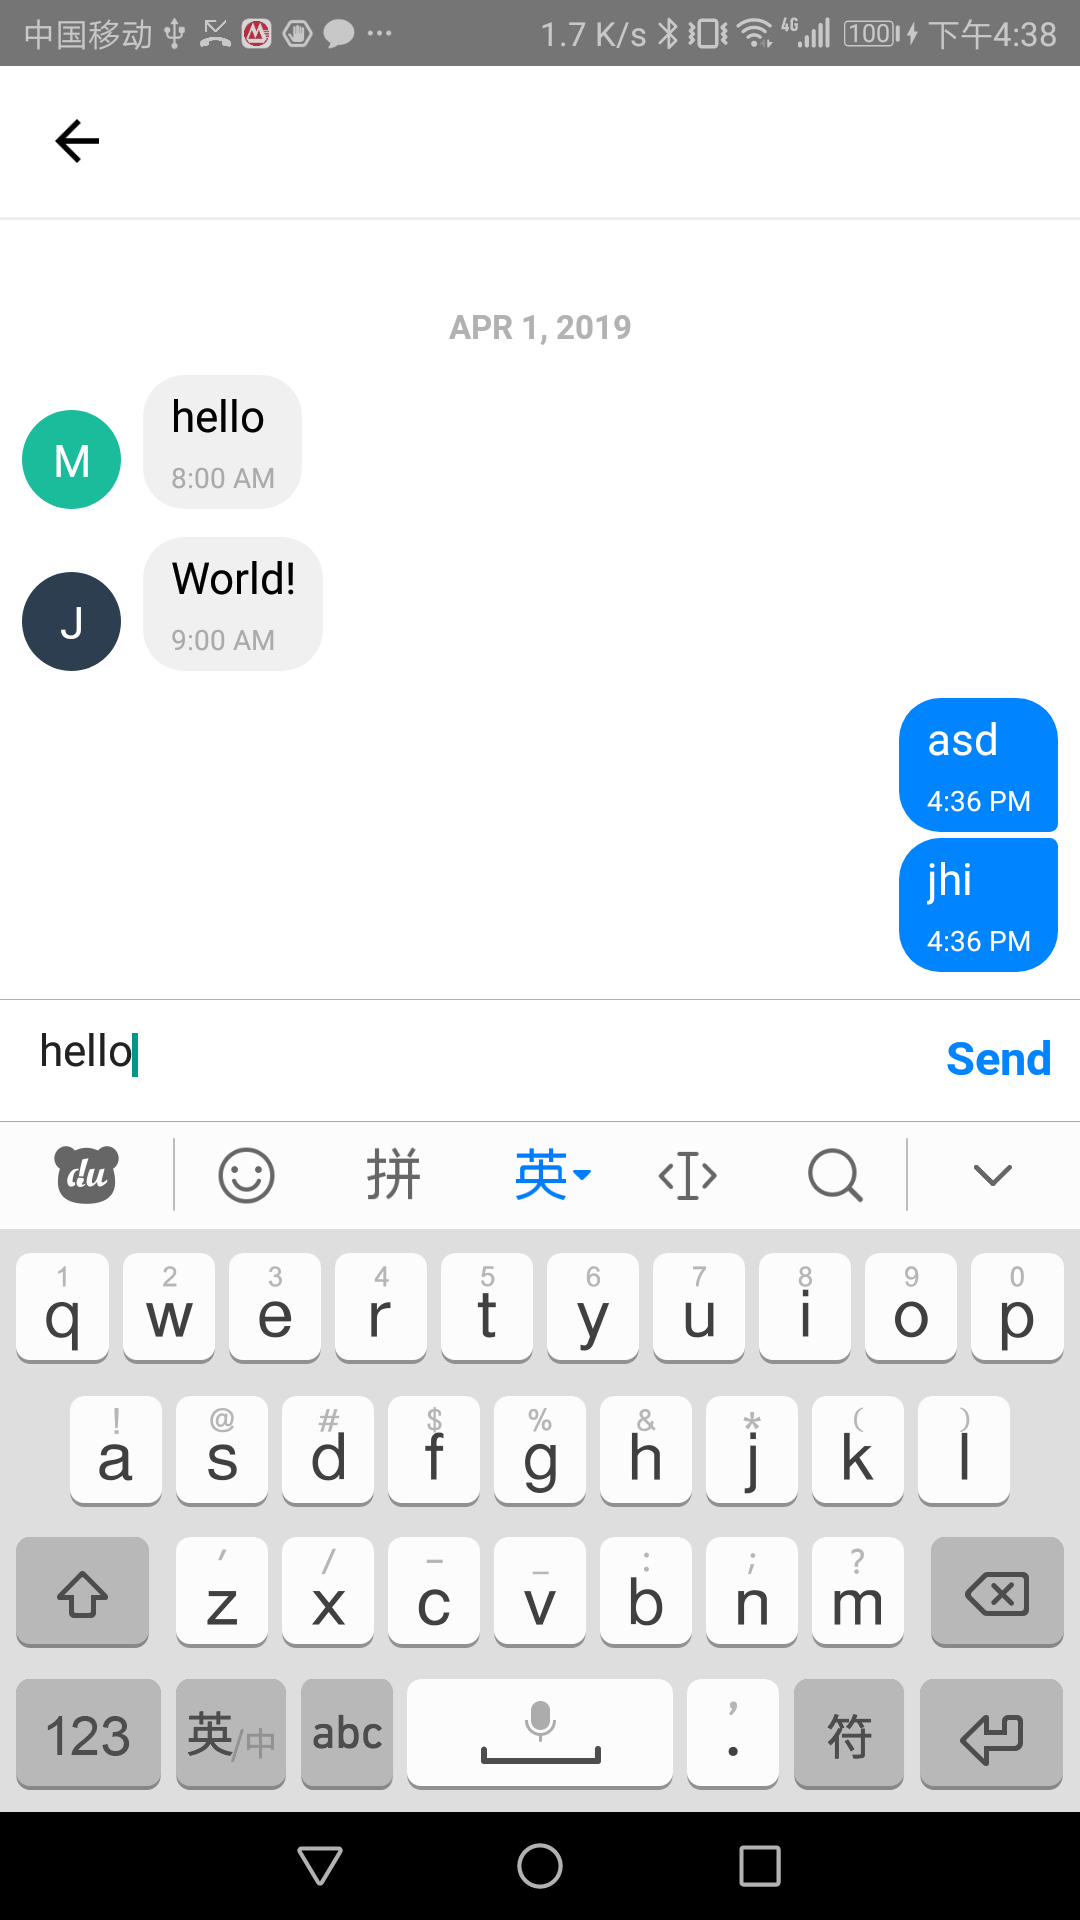 中国移动 1.7 K/s 4G 100 下午4:38
APR 1, 2019
M
hello
8:00 AM
J
World!
9:00 AM
asd
4:36 PM
jhi
4:36 PM
hello Send
du 拼 英
1 2 3 4 5 6 7 8 9 0
q w e r t y u i o p
! @ # $ % & * ( )
a s d f g h j k l
' / - _ : ; ?
z x c v b n m
123 英/中 abc , . 符